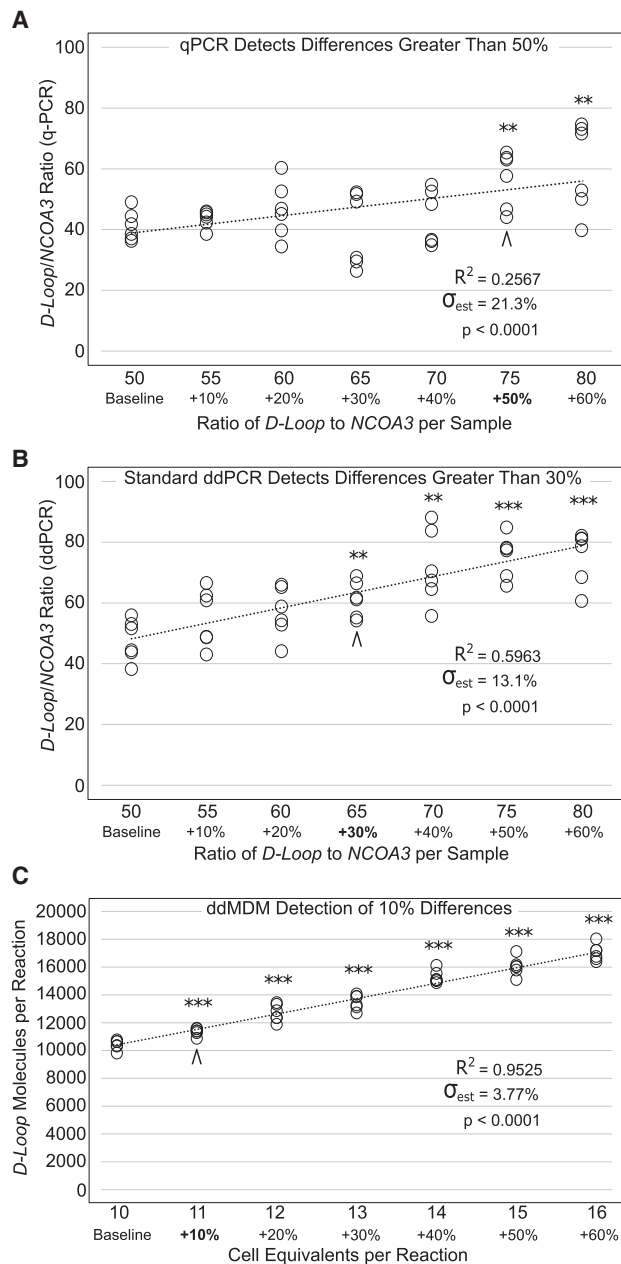 A
qPCR Detects Differences Greater Than 50%
D-Loop/NCOA3 Ratio (q-PCR)
100
80
60
40
20
0
** **
^
R² = 0.2567
σest = 21.3%
p < 0.0001
50 55 60 65 70 75 80
Baseline +10% +20% +30% +40% +50% +60%
Ratio of D-Loop to NCOA3 per Sample
B
Standard ddPCR Detects Differences Greater Than 30%
D-Loop/NCOA3 Ratio (ddPCR)
100
80
60
40
20
0
** ** *** ***
^
R² = 0.5963
σest = 13.1%
p < 0.0001
50 55 60 65 70 75 80
Baseline +10% +20% +30% +40% +50% +60%
Ratio of D-Loop to NCOA3 per Sample
C
ddMDM Detection of 10% Differences
D-Loop Molecules per Reaction
20000
18000
16000
14000
12000
10000
8000
6000
4000
2000
0
*** *** *** *** *** ***
^
R² = 0.9525
σest = 3.77%
p < 0.0001
10 11 12 13 14 15 16
Baseline +10% +20% +30% +40% +50% +60%
Cell Equivalents per Reaction